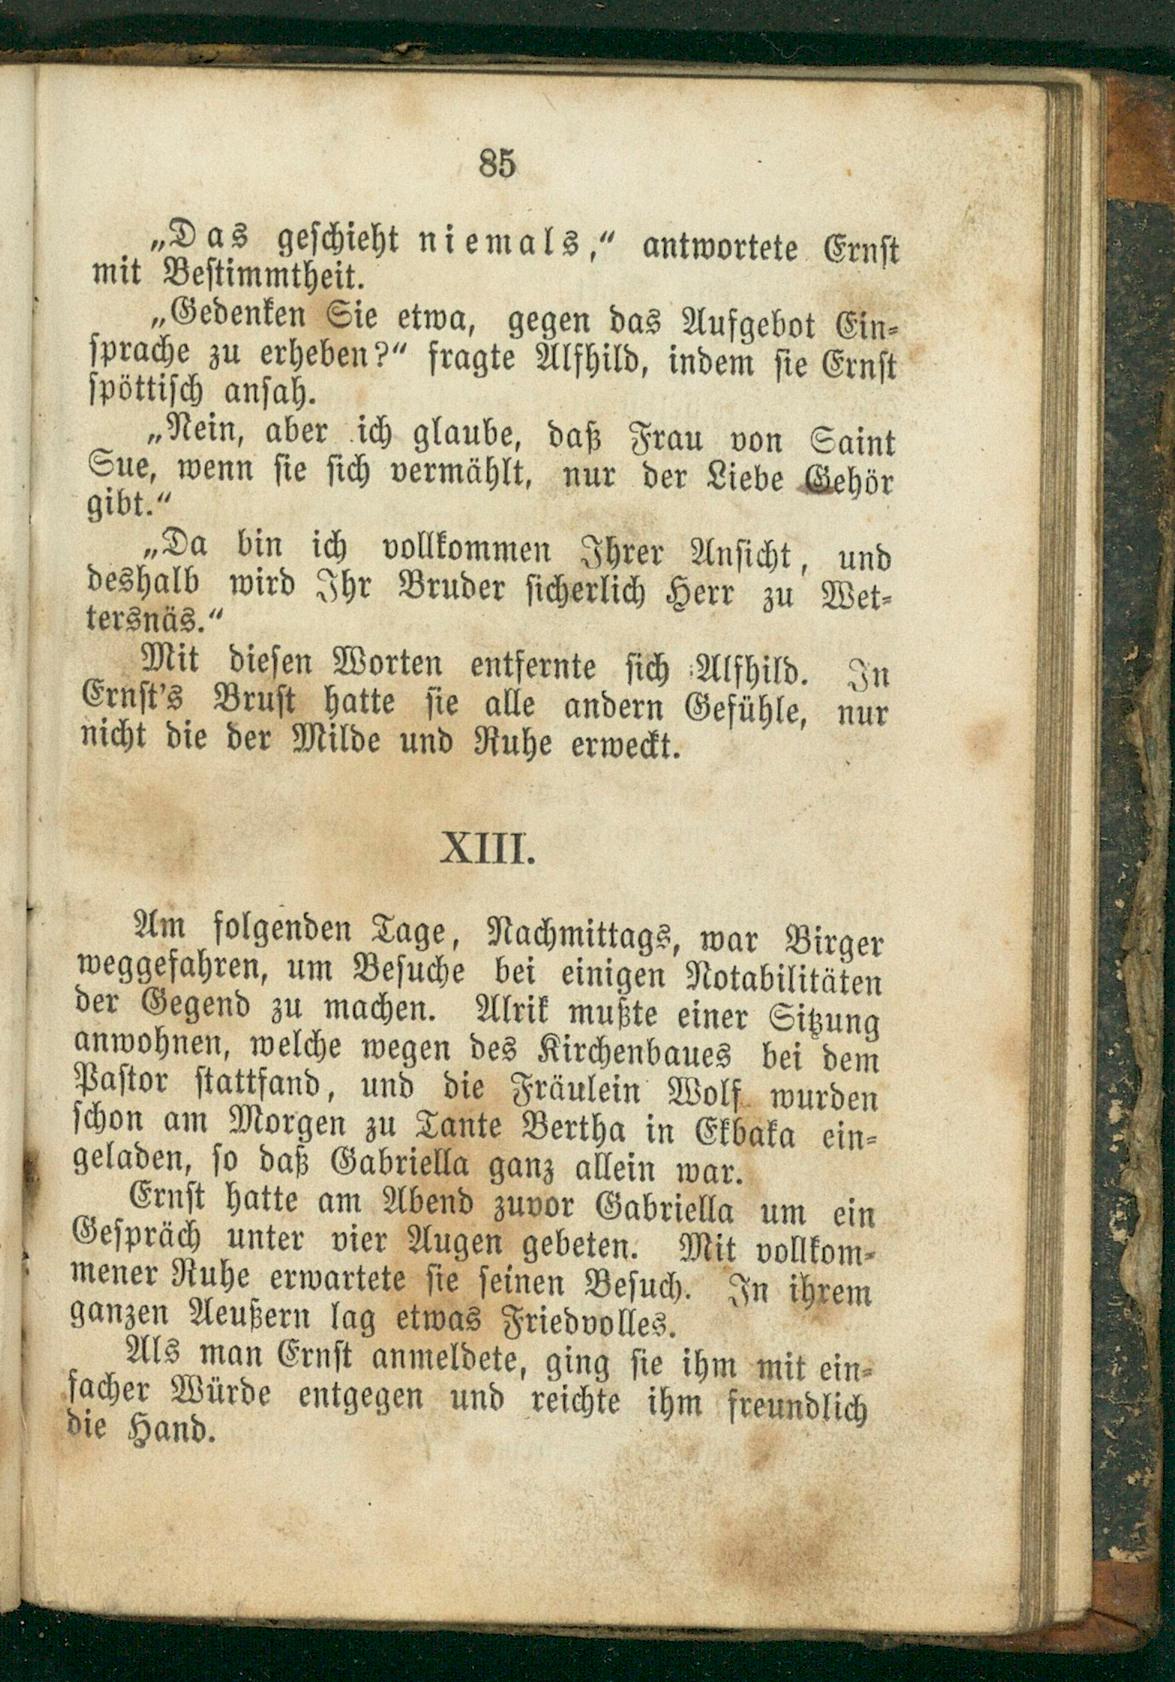 85
„Das geschieht niemals,“ antwortete Ernst
mit Bestimmtheit.
„Gedenken Sie etwa, gegen das Aufgebot Ein-
sprache zu erheben?“ fragte Alfhild, indem sie Ernst
spöttisch ansah.
„Nein, aber ich glaube, daß Frau von Saint
Sue, wenn sie sich vermählt, nur der Liebe Gehör
gibt.“
„Da bin ich vollkommen Ihrer Ansicht, und
deshalb wird Ihr Bruder sicherlich Herr zu Wet-
tersnäs.“
Mit diesen Worten entfernte sich Alfhild. In
Ernst's Brust hatte sie alle andern Gefühle, nur
nicht die der Milde und Ruhe erweckt.
XIII.
Am folgenden Tage, Nachmittags, war Birger
weggefahren, um Besuche bei einigen Notabilitäten
der Gegend zu machen. Alrik mußte einer Sitzung
anwohnen, welche wegen des Kirchenbaues bei dem
Pastor stattfand, und die Fräulein Wolf wurden
schon am Morgen zu Tante Bertha in Ekbaka ein-
geladen, so daß Gabriella ganz allein war.
Ernst hatte am Abend zuvor Gabriella um ein
Gespräch unter vier Augen gebeten. Mit vollkom-
mener Ruhe erwartete sie seinen Besuch. In ihrem
ganzen Aeußern lag etwas Friedvolles.
Als man Ernst anmeldete, ging sie ihm mit ein-
facher Würde entgegen und reichte ihm freundlich
die Hand.